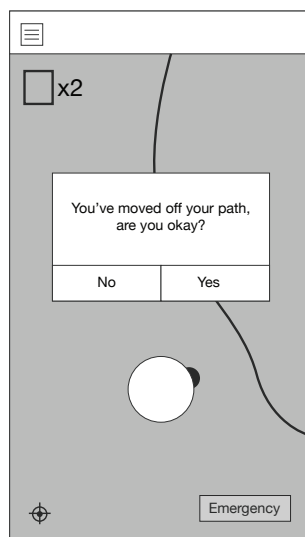 x2
You’ve moved off your path,
are you okay?
No
Yes
Emergency